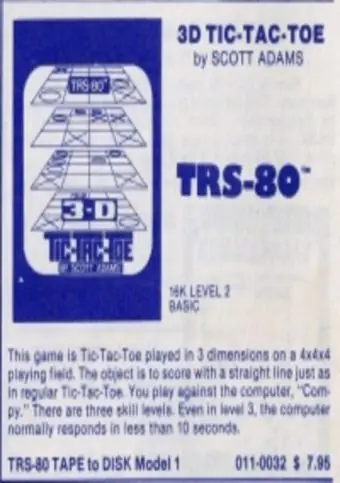 3D TIC-TAC-TOE
by SCOTT ADAMS
TRS-80™
TRS-80™
3-D
TIC-TAC-TOE
BY SCOTT ADAMS
16K LEVEL 2
BASIC
This game is Tic-Tac-Toe played in 3 dimensions on a 4x4x4
playing field. The object is to score with a straight line just as
in regular Tic-Tac-Toe. You play against the computer, "Com-
py." There are three skill levels. Even in level 3, the computer
normally responds in less than 10 seconds.
TRS-80 TAPE to DISK Model 1 011-0032 $ 7.95